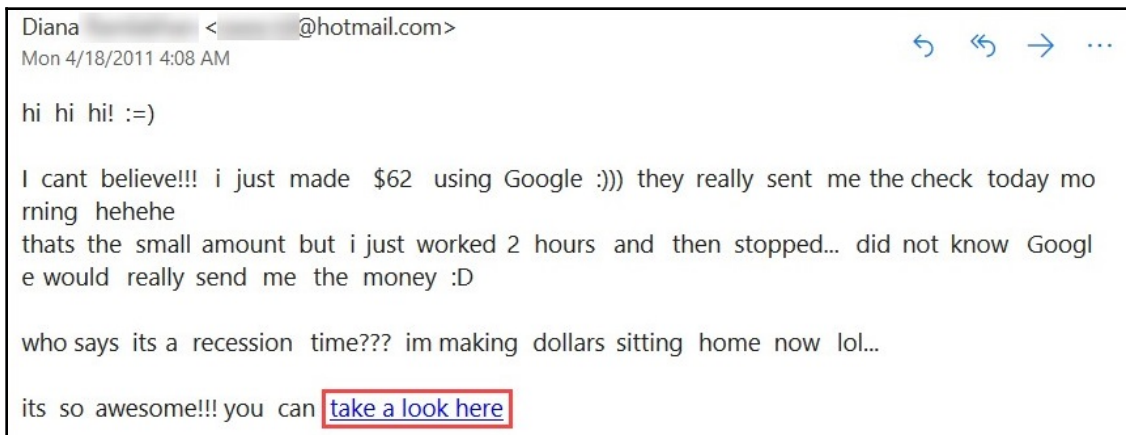 Diana < @hotmail.com>
Mon 4/18/2011 4:08 AM
hi hi hi! :=)
I cant believe!!! i just made $62 using Google :))) they really sent me the check today mo
rning hehehe
thats the small amount but i just worked 2 hours and then stopped... did not know Googl
e would really send me the money :D
who says its a recession time??? im making dollars sitting home now lol...
its so awesome!!! you can take a look here